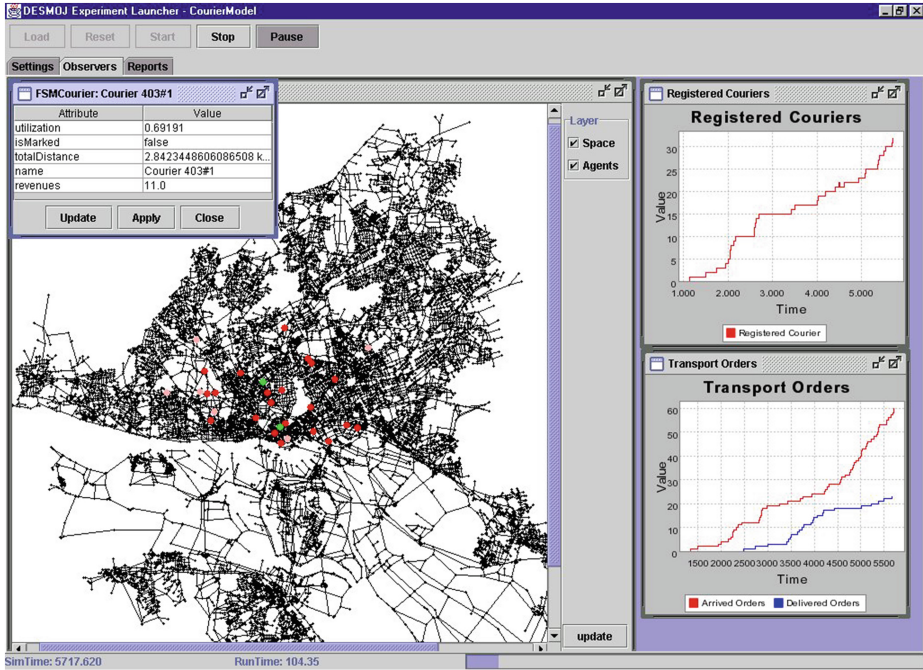 DESMOJ Experiment Launcher - CourierModel
Load Reset Start Stop Pause
Settings Observers Reports
FSMCourier: Courier 403#1
Attribute Value
utilization 0.69191
isMarked false
totalDistance 2.8423448606086508 k...
name Courier 403#1
revenues 11.0
Update Apply Close
Layer
Space
Agents
update
Registered Couriers
Registered Couriers
Value
30
25
20
15
10
5
0
1.000 2.000 3.000 4.000 5.000
Time
Registered Courier
Transport Orders
Transport Orders
Value
60
50
40
30
20
10
0
1500 2000 2500 3000 3500 4000 4500 5000 5500
Time
Arrived Orders Delivered Orders
SimTime: 5717.620 RunTime: 104.35